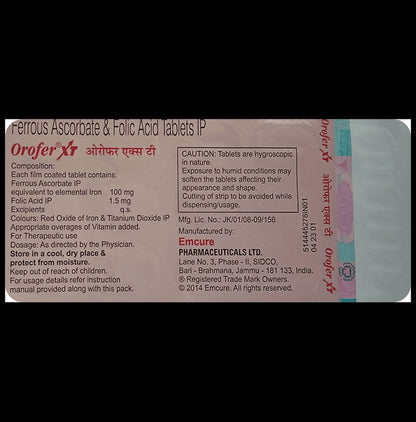 Ferrous Ascorbate & Folic Acid Tablets IP
Orofer® XT ओरोफर एक्स टी
Composition:
Each film coated tablet contains:
Ferrous Ascorbate IP
equivalent to elemental Iron 100 mg
Folic Acid IP 1.5 mg
Excipients q.s.
Colours: Red Oxide of Iron & Titanium Dioxide IP
Appropriate overages of Vitamin added.
For Therapeutic use
Dosage: As directed by the Physician.
Store in a cool, dry place &
protect from moisture.
Keep out of reach of children.
For usage details refer instruction
manual provided along with this pack.
CAUTION: Tablets are hygroscopic
in nature.
Exposure to humid conditions may
soften the tablets affecting their
appearance and shape.
Cutting of strip to be avoided while
dispensing/usage.
Mfg. Lic. No.: JK/01/08-09/156
Manufactured by:
Emcure
PHARMACEUTICALS LTD.
Lane No. 3, Phase - II, SIDCO,
Bari - Brahmana, Jammu - 181 133, India.
® Registered Trade Mark Owners.
© 2014 Emcure. All rights reserved.
514445278/IN01
04 23 01
Orofer® XT ओरोफर एक्स टी Orofer XT